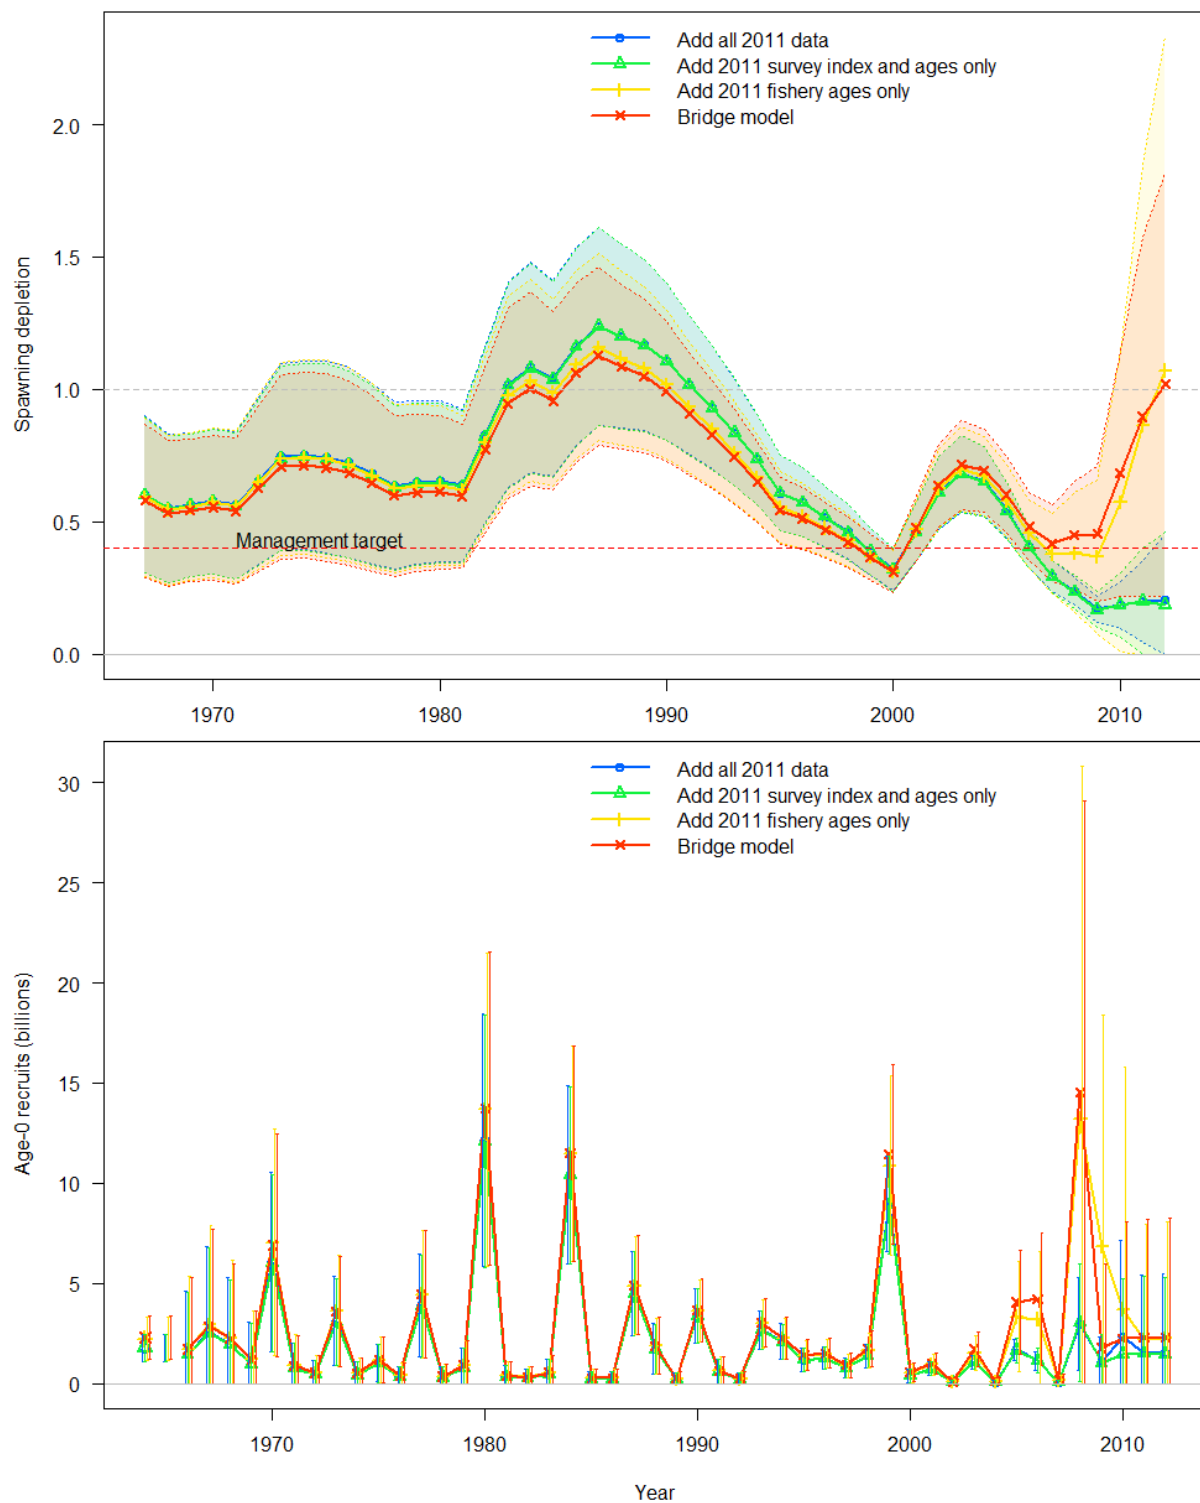 Add all 2011 data
Add 2011 survey index and ages only
Add 2011 fishery ages only
Bridge model
2.0
1.5
1.0
0.5
0.0
Spawning depletion
Management target
1970
1980
1990
2000
2010
Add all 2011 data
Add 2011 survey index and ages only
Add 2011 fishery ages only
Bridge model
30
25
20
15
10
5
0
Age-0 recruits (billions)
1970
1980
1990
2000
2010
Year